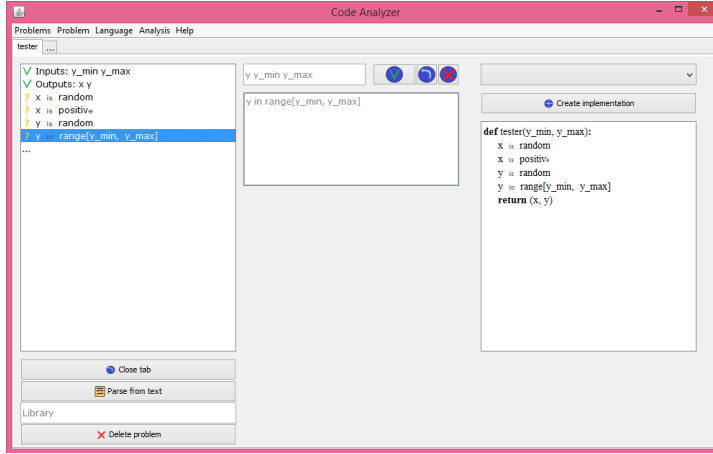 Code Analyzer
Problems Problem Language Analysis Help
tester ...
Inputs: y_min y_max
Outputs: x y
? x is random
? x is positive
? y is random
? y in range[y_min, y_max]
...
Close tab
Parse from text
Library
Delete problem
y y_min y_max
y in range[y_min, y_max]
Create implementation
def tester(y_min, y_max):
x is random
x is positive
y is random
y in range[y_min, y_max]
return (x, y)